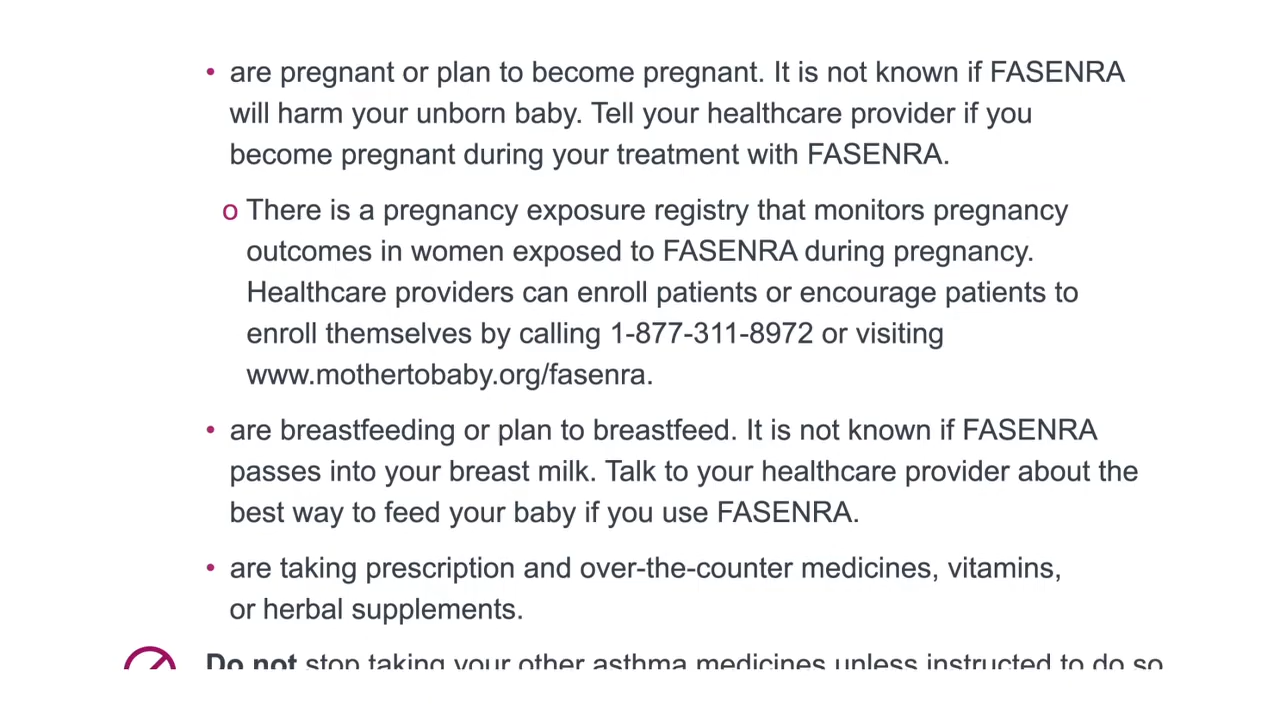 • are pregnant or plan to become pregnant. It is not known if FASENRA
will harm your unborn baby. Tell your healthcare provider if you
become pregnant during your treatment with FASENRA.
o There is a pregnancy exposure registry that monitors pregnancy
outcomes in women exposed to FASENRA during pregnancy.
Healthcare providers can enroll patients or encourage patients to
enroll themselves by calling 1-877-311-8972 or visiting
www.mothertobaby.org/fasenra.
• are breastfeeding or plan to breastfeed. It is not known if FASENRA
passes into your breast milk. Talk to your healthcare provider about the
best way to feed your baby if you use FASENRA.
• are taking prescription and over-the-counter medicines, vitamins,
or herbal supplements.
Do not stop taking your other asthma medicines unless instructed to do so